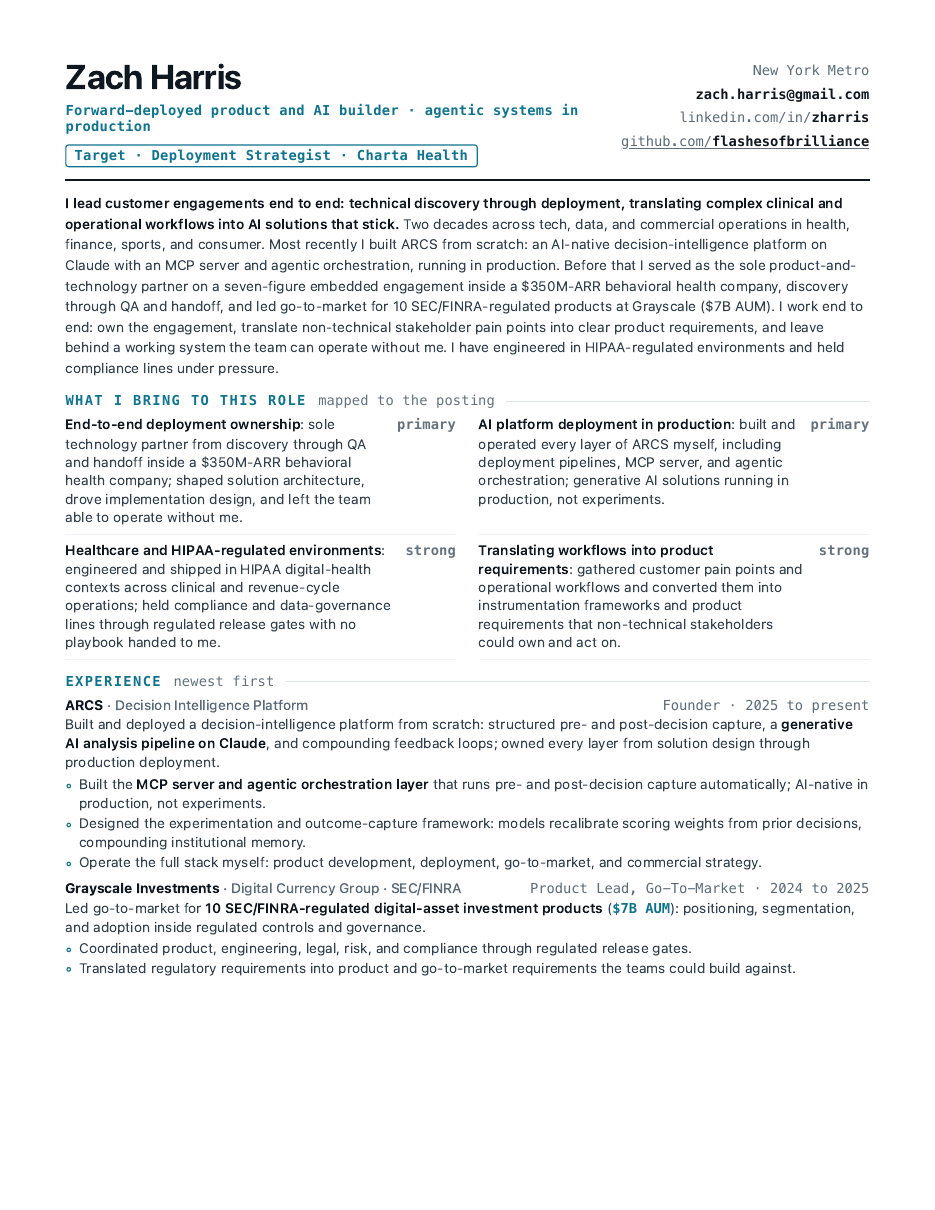 Zach Harris
Forward-deployed product and AI builder · agentic systems in
production
Target · Deployment Strategist · Charta Health
New York Metro
zach.harris@gmail.com
linkedin.com/in/zharris
github.com/flashesofbrilliance
I lead customer engagements end to end: technical discovery through deployment, translating complex clinical and
operational workflows into AI solutions that stick. Two decades across tech, data, and commercial operations in health,
finance, sports, and consumer. Most recently I built ARCS from scratch: an AI-native decision-intelligence platform on
Claude with an MCP server and agentic orchestration, running in production. Before that I served as the sole product-and-
technology partner on a seven-figure embedded engagement inside a $350M-ARR behavioral health company, discovery
through QA and handoff, and led go-to-market for 10 SEC/FINRA-regulated products at Grayscale ($7B AUM). I work end to
end: own the engagement, translate non-technical stakeholder pain points into clear product requirements, and leave
behind a working system the team can operate without me. I have engineered in HIPAA-regulated environments and held
compliance lines under pressure.
WHAT I BRING TO THIS ROLE mapped to the posting
End-to-end deployment ownership: sole primary
technology partner from discovery through QA
and handoff inside a $350M-ARR behavioral
health company; shaped solution architecture,
drove implementation design, and left the team
able to operate without me.
AI platform deployment in production: built and primary
operated every layer of ARCS myself, including
deployment pipelines, MCP server, and agentic
orchestration; generative AI solutions running in
production, not experiments.
Healthcare and HIPAA-regulated environments: strong
engineered and shipped in HIPAA digital-health
contexts across clinical and revenue-cycle
operations; held compliance and data-governance
lines through regulated release gates with no
playbook handed to me.
Translating workflows into product strong
requirements: gathered customer pain points and
operational workflows and converted them into
instrumentation frameworks and product
requirements that non-technical stakeholders
could own and act on.
EXPERIENCE newest first
ARCS · Decision Intelligence Platform Founder · 2025 to present
Built and deployed a decision-intelligence platform from scratch: structured pre- and post-decision capture, a generative
AI analysis pipeline on Claude, and compounding feedback loops; owned every layer from solution design through
production deployment.
Built the MCP server and agentic orchestration layer that runs pre- and post-decision capture automatically; AI-native in
production, not experiments.
Designed the experimentation and outcome-capture framework: models recalibrate scoring weights from prior decisions,
compounding institutional memory.
Operate the full stack myself: product development, deployment, go-to-market, and commercial strategy.
Grayscale Investments · Digital Currency Group · SEC/FINRA Product Lead, Go-To-Market · 2024 to 2025
Led go-to-market for 10 SEC/FINRA-regulated digital-asset investment products ($7B AUM): positioning, segmentation,
and adoption inside regulated controls and governance.
Coordinated product, engineering, legal, risk, and compliance through regulated release gates.
Translated regulatory requirements into product and go-to-market requirements the teams could build against.